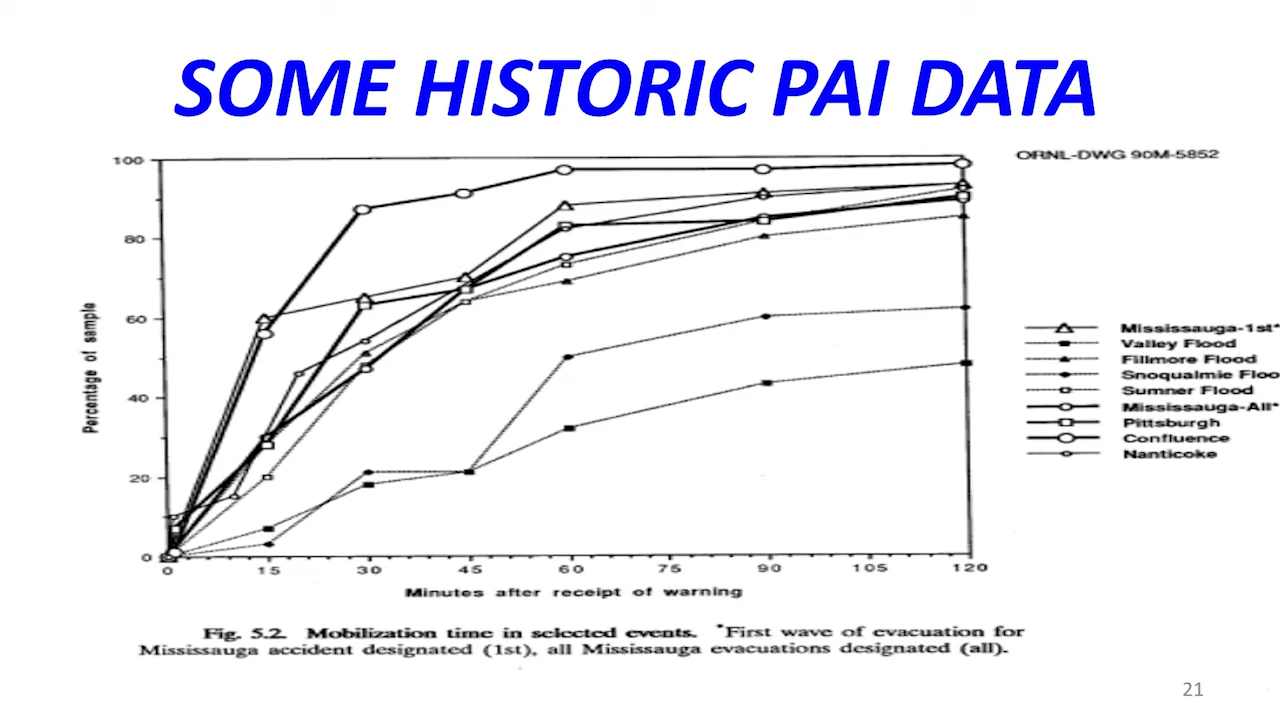 SOME HISTORIC PAI DATA
ORNL-DWG 90M-5852
100
80
60
40
20
0
Percentage of sample
0 15 30 45 60 75 90 105 120
Minutes after receipt of warning
Mississauga-1st*
Valley Flood
Fillmore Flood
Snoqualmie Floo
Sumner Flood
Mississauga-All*
Pittsburgh
Confluence
Nanticoke
Fig. 5.2. Mobilization time in selected events. *First wave of evacuation for
Mississauga accident designated (1st), all Mississauga evacuations designated (all).
21